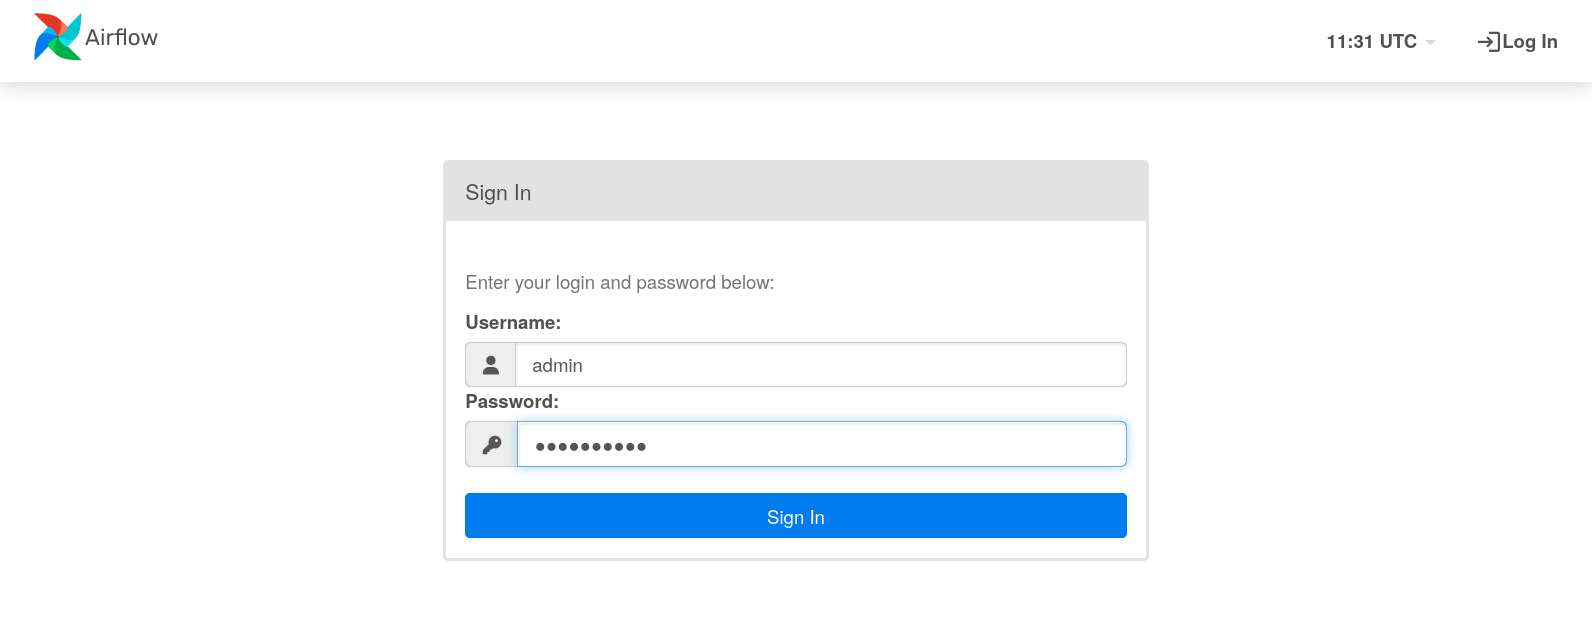 Airflow
11:31 UTC
Log In
Sign In
Enter your login and password below:
Username:
admin
Password:
••••••••••
Sign In